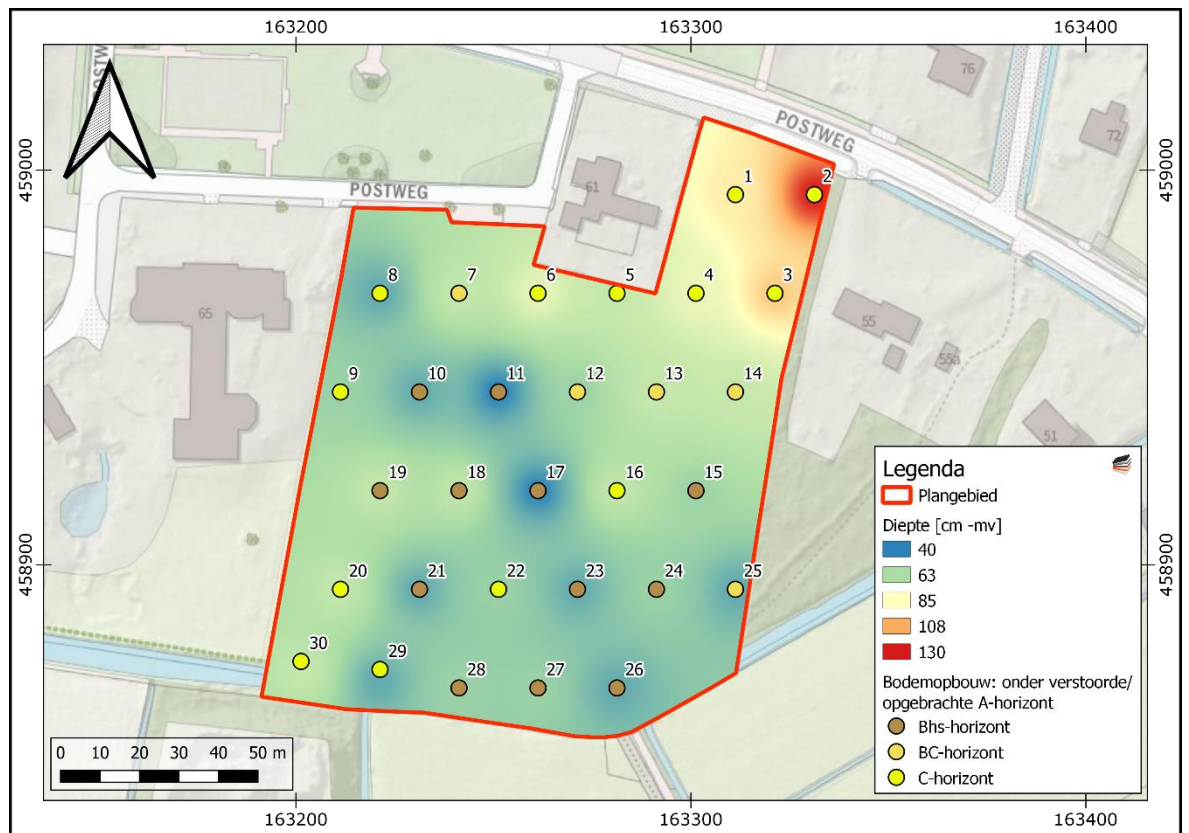 163200 163300 163400
POSTW
76
POSTWEG
72
459000 459000
61
1 2
POSTWEG
8 7 6 5 4 3
65
55
55a
9 10 11 12 13 14
51
19 18 17 16 15
458900 458900
20 21 22 23 24 25
30 29 28 27 26
Legenda
Plangebied
Diepte [cm -mv]
40
63
85
108
130
Bodemopbouw: onder verstoorde/
opgebrachte A-horizont
Bhs-horizont
BC-horizont
C-horizont
0 10 20 30 40 50 m
163200 163300 163400